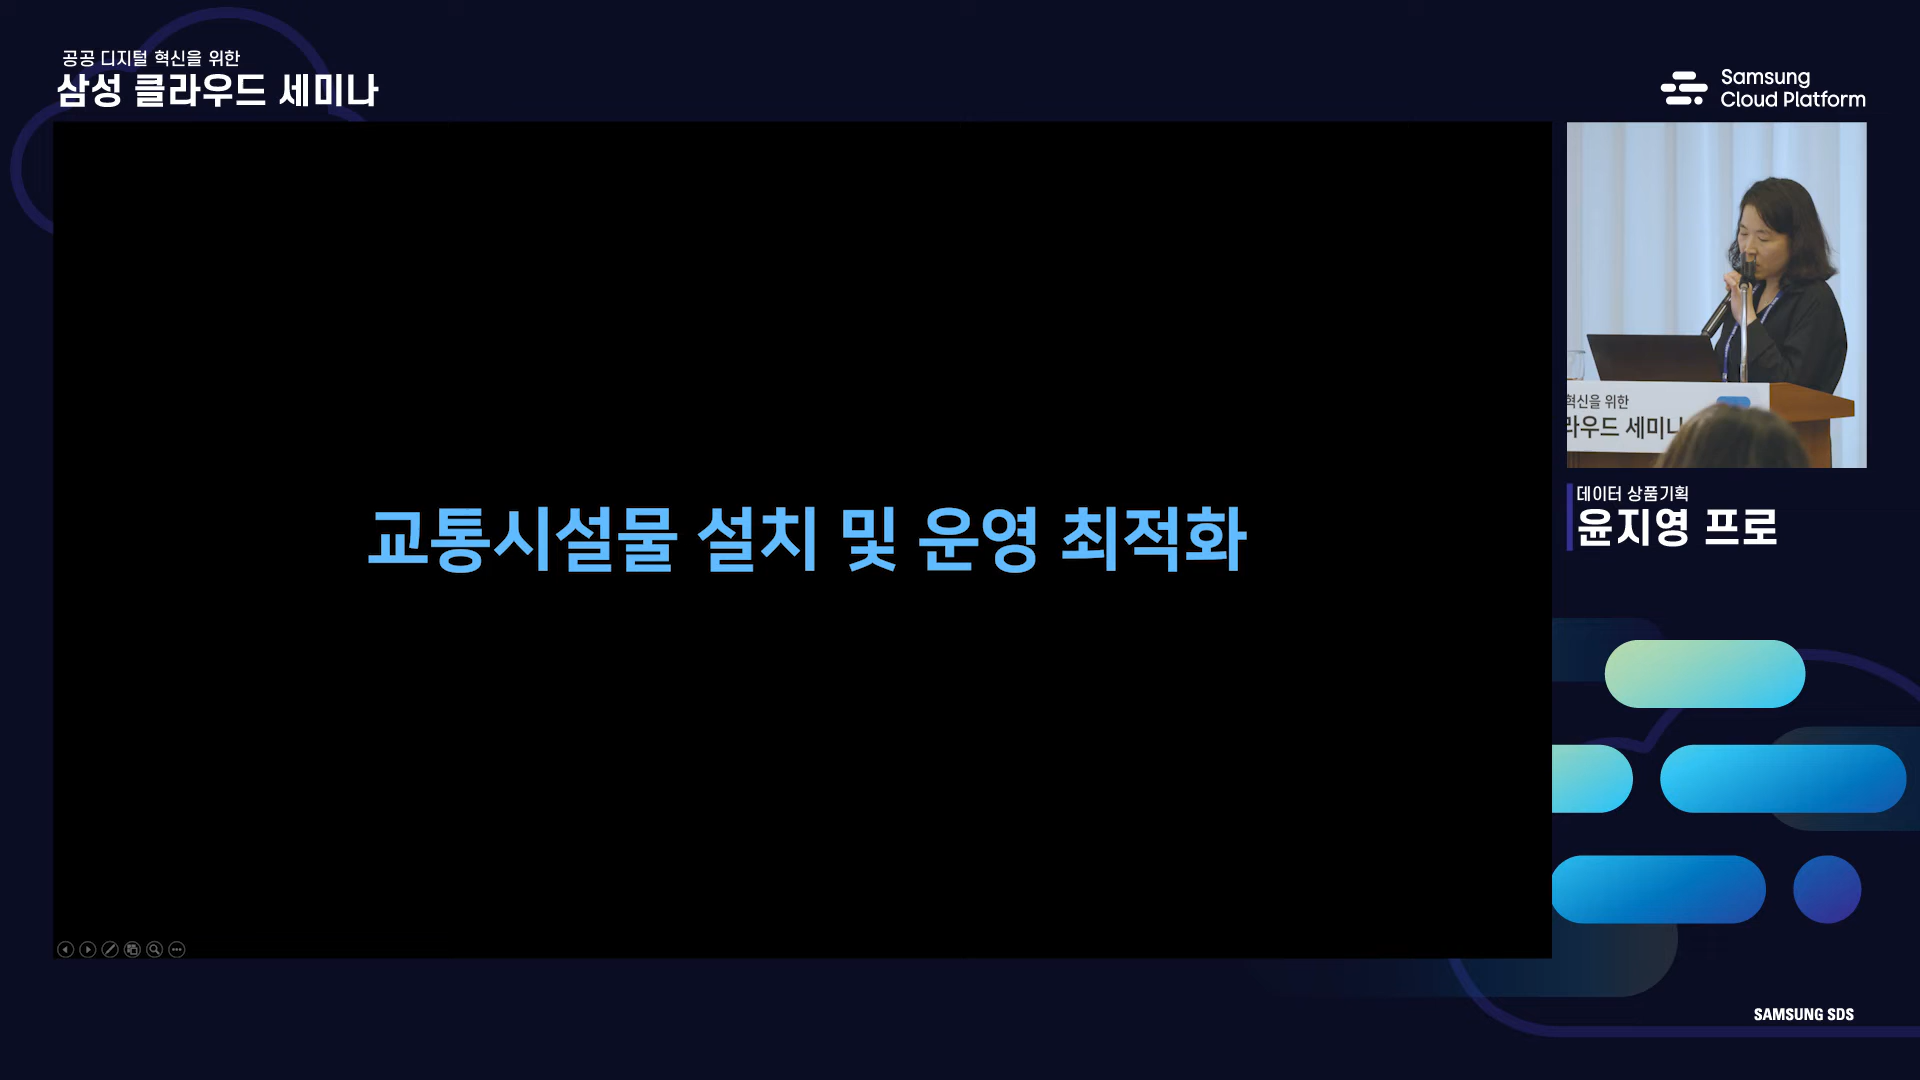 공공 디지털 혁신을 위한
삼성 클라우드 세미나
Samsung
Cloud Platform
교통시설물 설치 및 운영 최적화
혁신을 위한
라우드 세미나
데이터 상품기획
윤지영 프로
SAMSUNG SDS